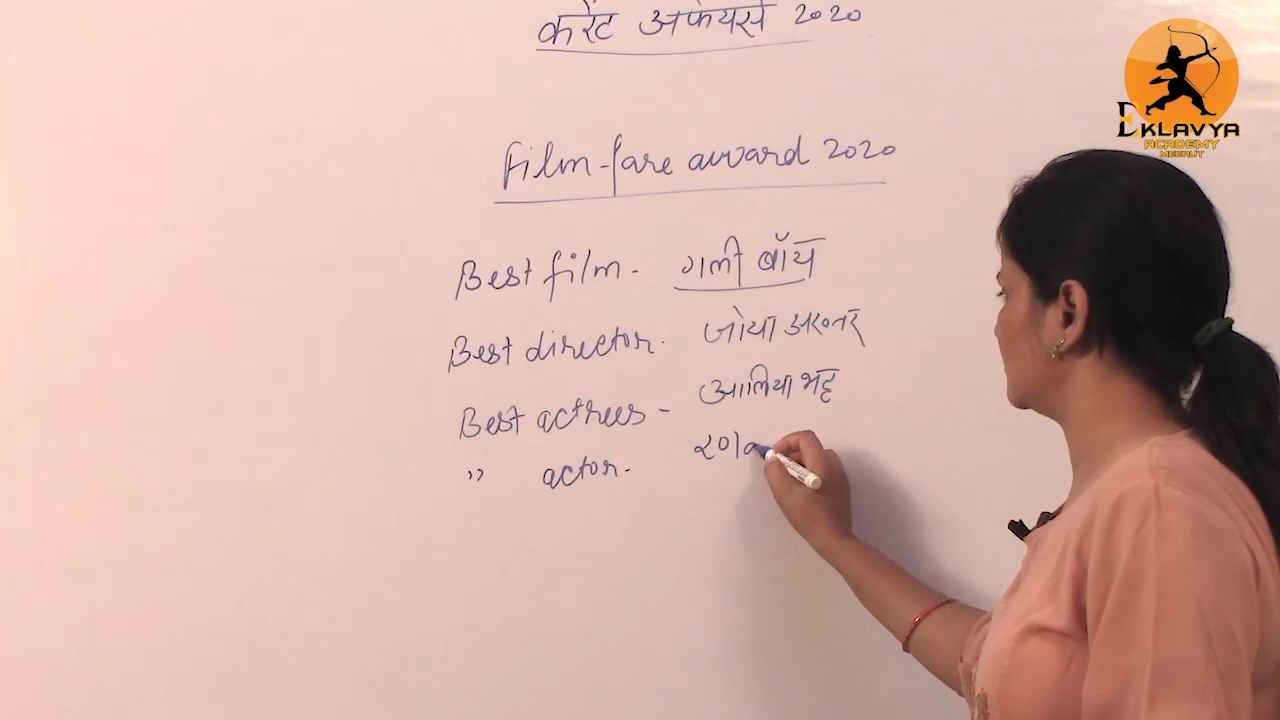 करेंट अफेयर्स 2020
Film-fare award 2020
Best film - गली बॉय
Best director. जोया अख्तर
Best actrees - आलिया भट्ट
" actor.
EKLAVYA
ACADEMY
MEERUT